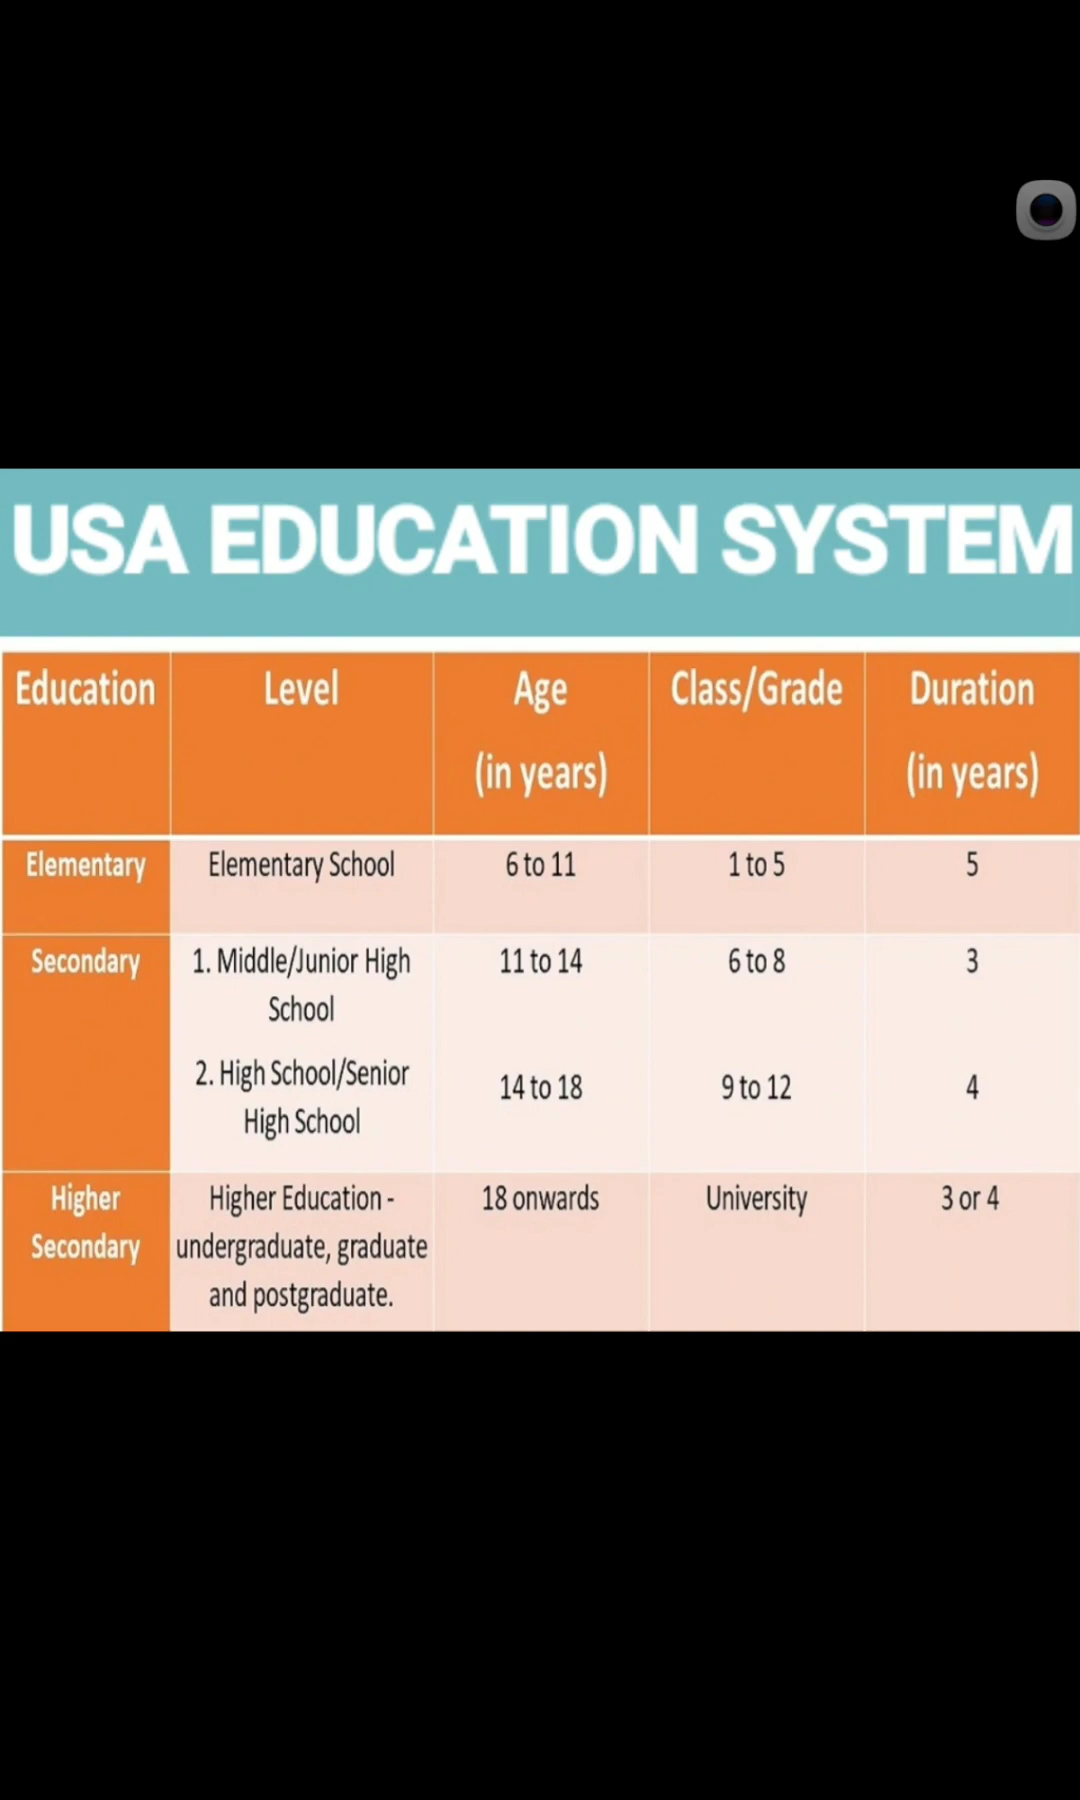 USA EDUCATION SYSTEM
Education Level Age Class/Grade Duration
(in years) (in years)
Elementary Elementary School 6 to 11 1 to 5 5
Secondary 1. Middle/Junior High 11 to 14 6 to 8 3
School
2. High School/Senior 14 to 18 9 to 12 4
High School
Higher Higher Education - 18 onwards University 3 or 4
Secondary undergraduate, graduate
and postgraduate.